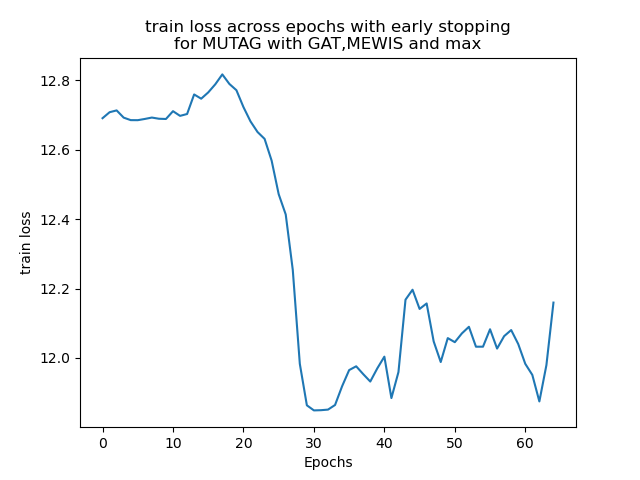 train loss across epochs with early stopping
for MUTAG with GAT,MEWIS and max
12.8
12.6
12.4
12.2
12.0
train loss
0 10 20 30 40 50 60
Epochs